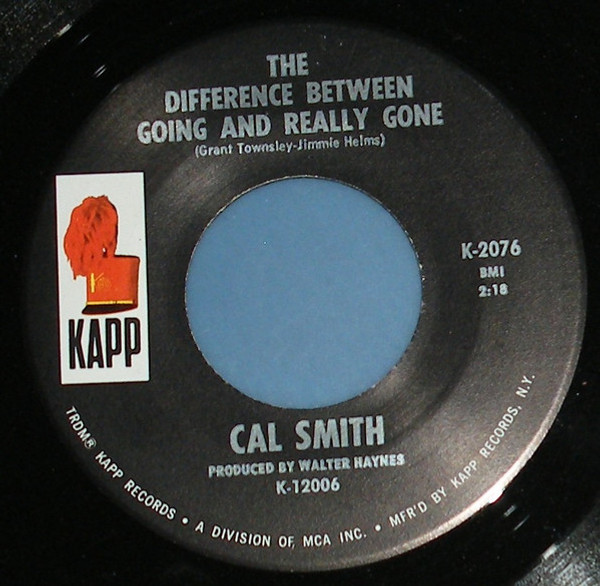 THE
DIFFERENCE BETWEEN
GOING AND REALLY GONE
(Grant Townsley-Jimmie Helms)
KAPP
K-2076
BMI
2:18
CAL SMITH
PRODUCED BY WALTER HAYNES
K-12006
TRDM® KAPP RECORDS • A DIVISION OF, MCA INC. • MFR'D BY KAPP RECORDS, N.Y.